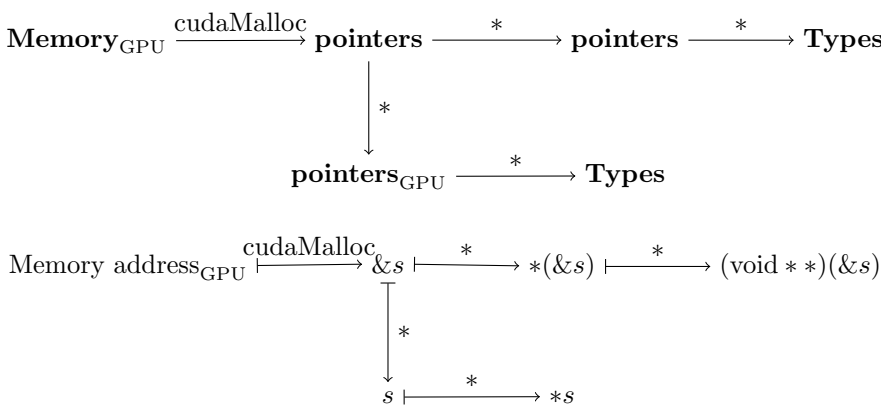 cudaMalloc * *
Memory_GPU pointers pointers Types
*
*
pointers_GPU Types
cudaMalloc * *
Memory address_GPU &s *(&s) (void * *)(&s)
*
*
s *s